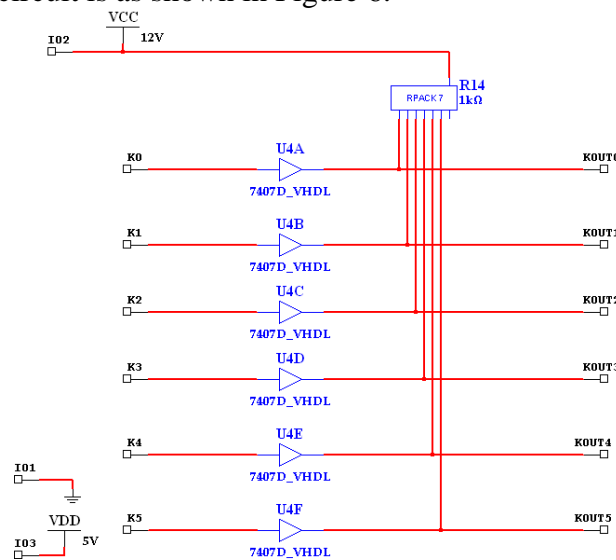 circuit is as shown in Figure
VCC
IO2
12V
R14
RPACK7
1kΩ
U4A
K0
7407D_VHDL
U4B
K1
KOUT1
7407D_VHDL
U4C
K2
KOUT2
7407D_VHDL
U4D
K3
KOUT3
7407D_VHDL
U4E
K4
KOUT4
7407D_VHDL
IO1
U4F
VDD
K5
KOUT5
5V
IO3
7407D_VHDL